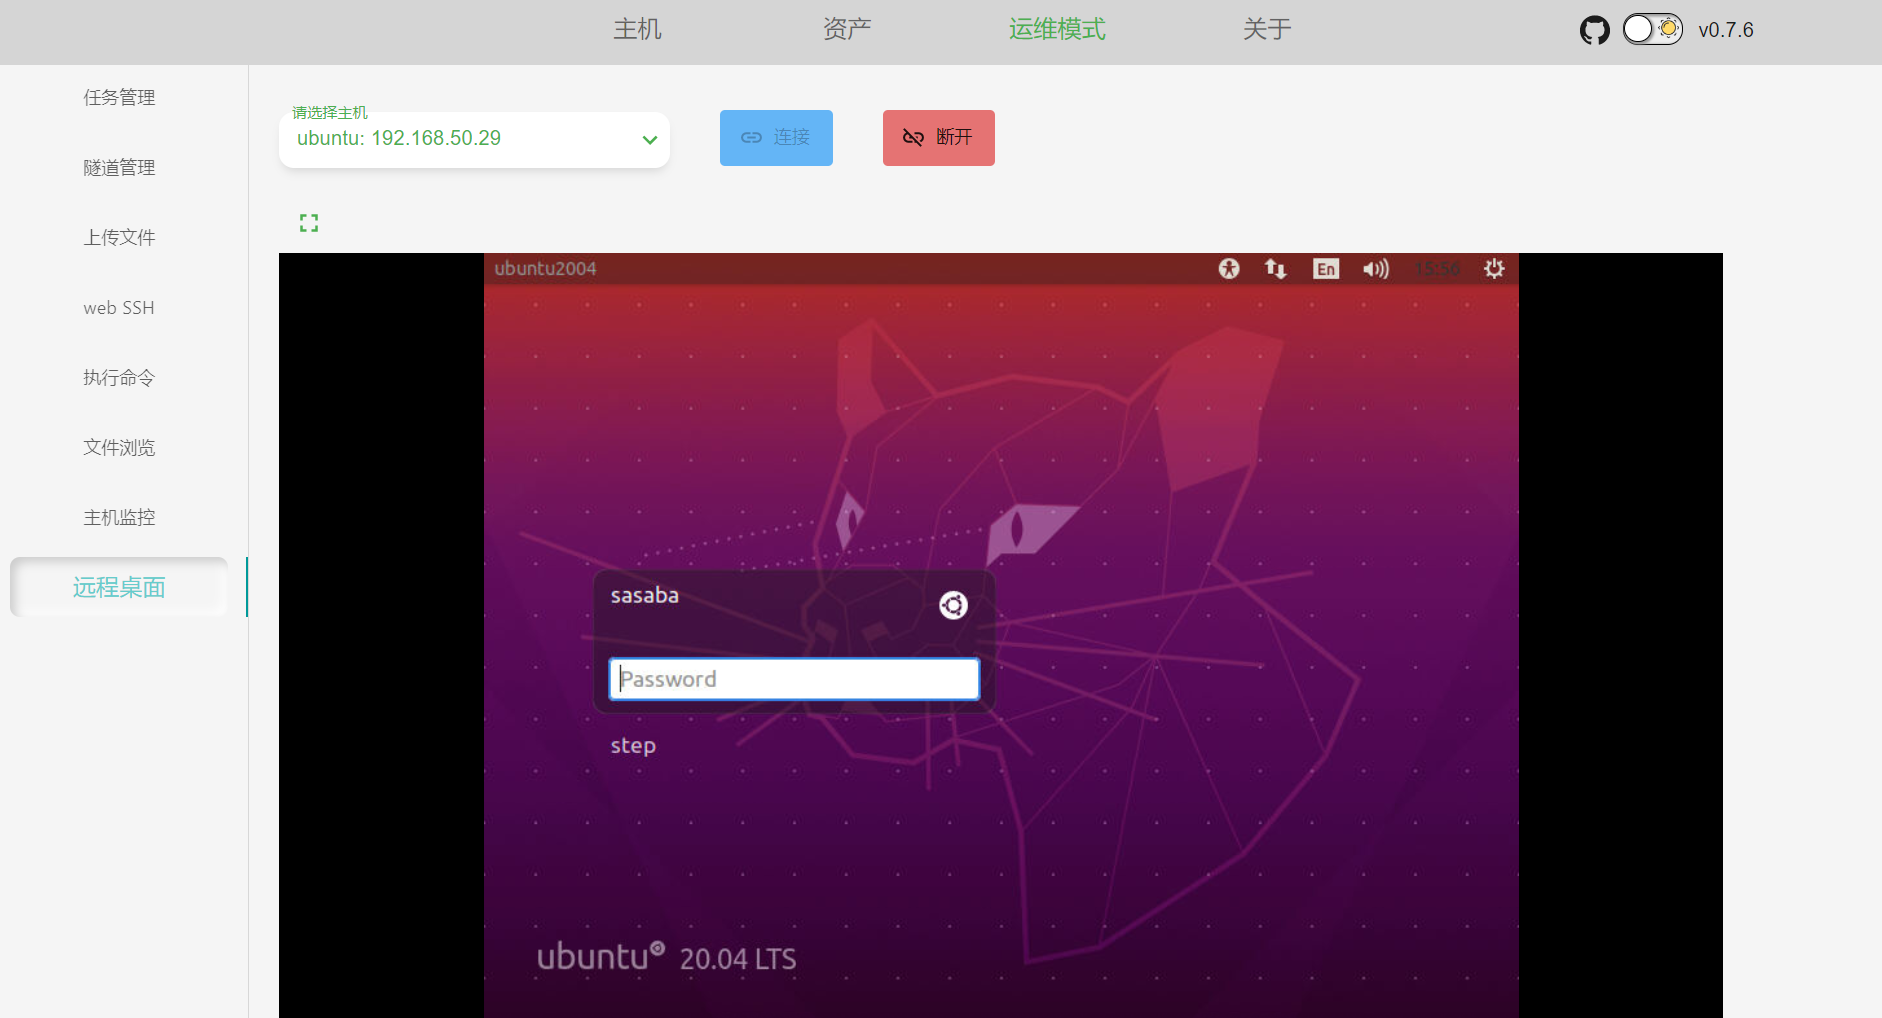 主机
资产
运维模式
关于
v0.7.6
任务管理
隧道管理
上传文件
web SSH
执行命令
文件浏览
主机监控
远程桌面
请选择主机
ubuntu: 192.168.50.29
连接
断开
ubuntu2004
En
15:56
sasaba
Password
step
ubuntu 20.04 LTS